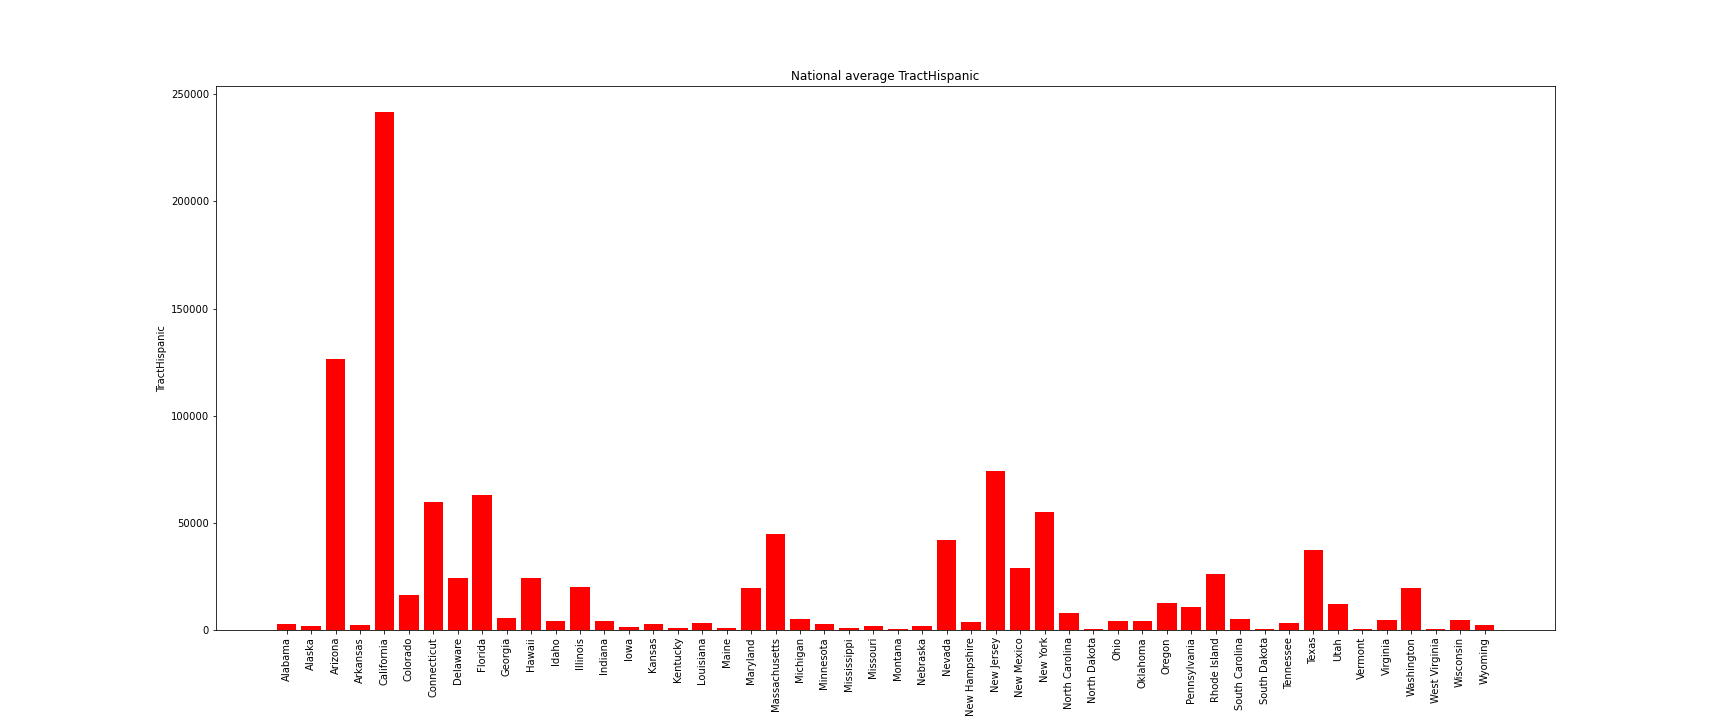 National average TractHispanic
TractHispanic
250000
200000
150000
100000
50000
0
Alabama
Alaska
Arizona
Arkansas
California
Colorado
Connecticut
Delaware
Florida
Georgia
Hawaii
Idaho
Illinois
Indiana
Iowa
Kansas
Kentucky
Louisiana
Maine
Maryland
Massachusetts
Michigan
Minnesota
Mississippi
Missouri
Montana
Nebraska
Nevada
New Hampshire
New Jersey
New Mexico
New York
North Carolina
North Dakota
Ohio
Oklahoma
Oregon
Pennsylvania
Rhode Island
South Carolina
South Dakota
Tennessee
Texas
Utah
Vermont
Virginia
Washington
West Virginia
Wisconsin
Wyoming